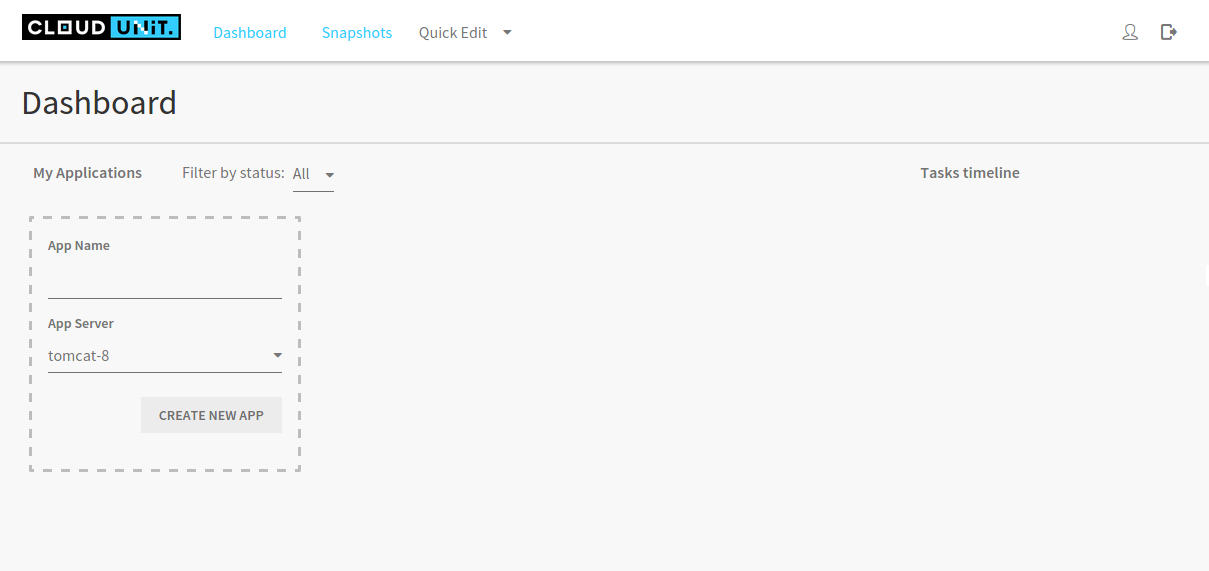 CLOUD UNIT. Dashboard Snapshots Quick Edit
Dashboard
My Applications Filter by status: All Tasks timeline
App Name
App Server
tomcat-8
CREATE NEW APP